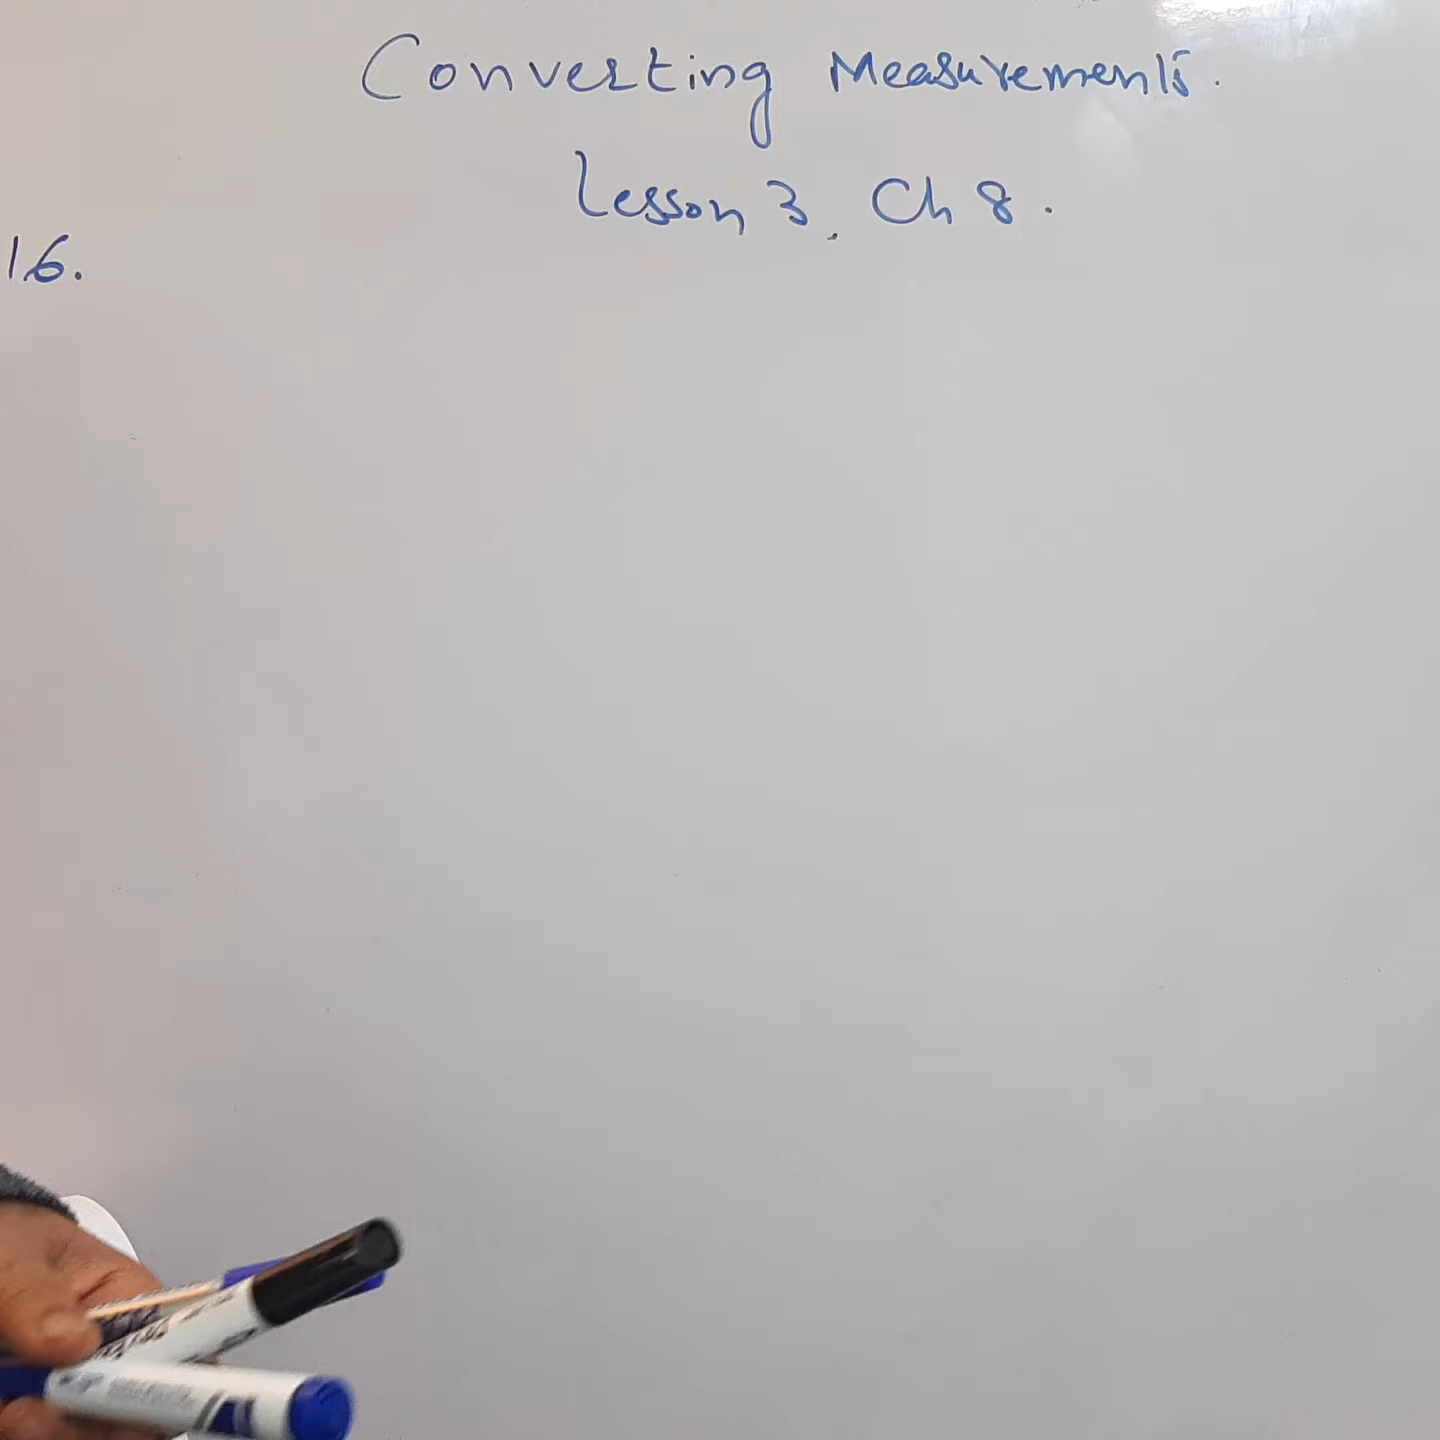 Converting Measurements.
Lesson 3, Ch 8.
16.